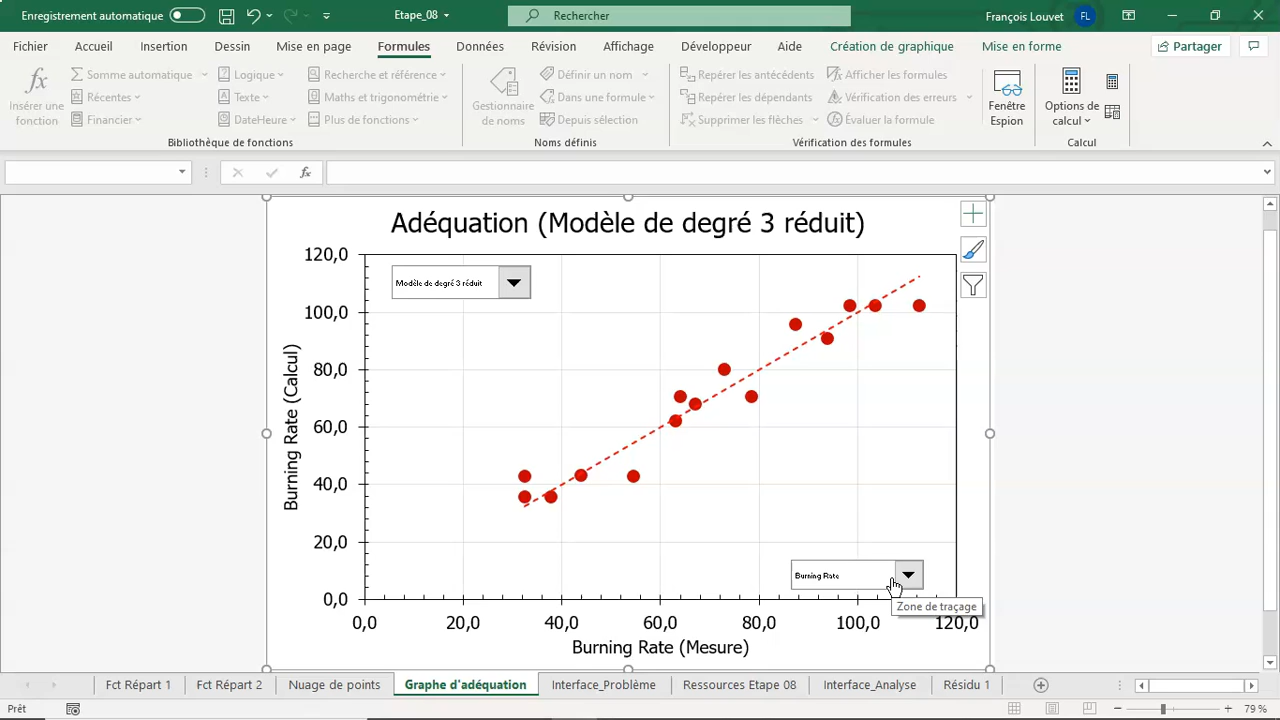 Enregistrement automatique
Etape_08
Rechercher
François Louvet
FL
Fichier
Accueil
Insertion
Dessin
Mise en page
Formules
Données
Révision
Affichage
Développeur
Aide
Création de graphique
Mise en forme
Partager
fx
Insérer une
fonction
Somme automatique
Récentes
Financier
Logique
Texte
DateHeure
Recherche et référence
Maths et trigonométrie
Plus de fonctions
Bibliothèque de fonctions
Gestionnaire
de noms
Définir un nom
Dans une formule
Depuis sélection
Noms définis
Repérer les antécédents
Repérer les dépendants
Supprimer les flèches
Afficher les formules
Vérification des erreurs
Évaluer la formule
Vérification des formules
Fenêtre
Espion
Options de
calcul
Calcul
fx
Adéquation (Modèle de degré 3 réduit)
Modèle de degré 3 réduit
120,0
100,0
80,0
60,0
40,0
20,0
0,0
Burning Rate (Calcul)
Burning Rate
Zone de traçage
0,0
20,0
40,0
60,0
80,0
100,0
120,0
Burning Rate (Mesure)
Fct Répart 1
Fct Répart 2
Nuage de points
Graphe d'adéquation
Interface_Problème
Ressources Etape 08
Interface_Analyse
Résidu 1
Prêt
79 %